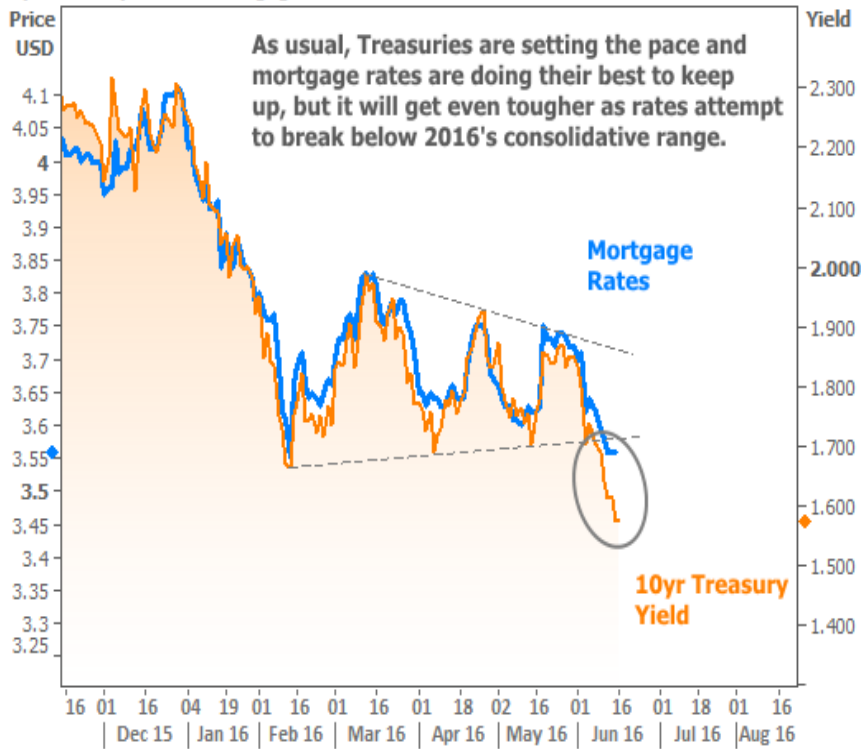 Price
USD
Yield
As usual, Treasuries are setting the pace and
mortgage rates are doing their best to keep
up, but it will get even tougher as rates attempt
to break below 2016's consolidative range.
4.1
4.05
4
3.95
3.9
3.85
3.8
3.75
3.7
3.65
3.6
3.55
3.5
3.45
3.4
3.35
3.3
3.25
2.300
2.200
2.100
2.000
1.900
1.800
1.700
1.600
1.500
1.400
Mortgage
Rates
10yr Treasury
Yield
16 01 16 04 19 01 16 01 16 01 18 02 16 01 16 01 18 01 16
Dec 15 Jan 16 Feb 16 Mar 16 Apr 16 May 16 Jun 16 Jul 16 Aug 16